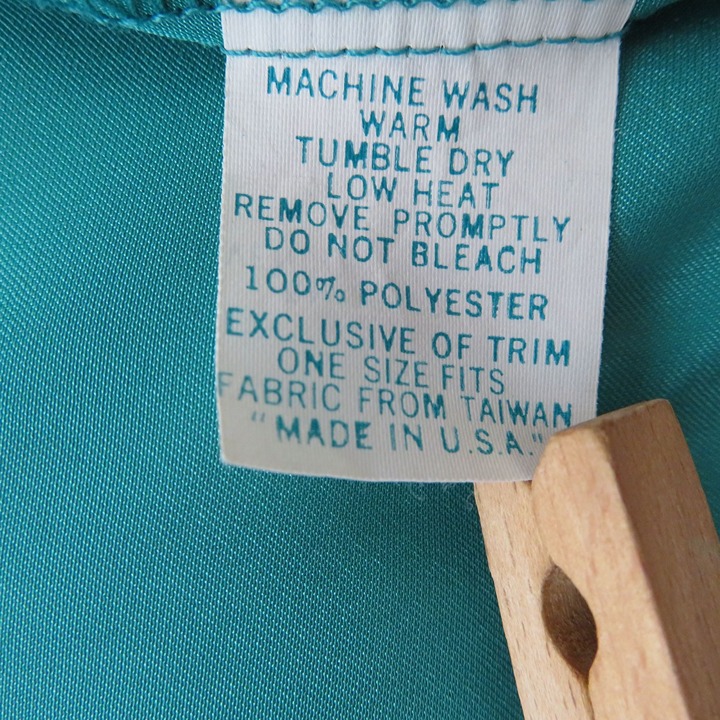 MACHINE WASH
WARM
TUMBLE DRY
LOW HEAT
REMOVE PROMPTLY
DO NOT BLEACH
100% POLYESTER
EXCLUSIVE OF TRIM
ONE SIZE FITS
FABRIC FROM TAIWAN
"MADE IN U.S.A."